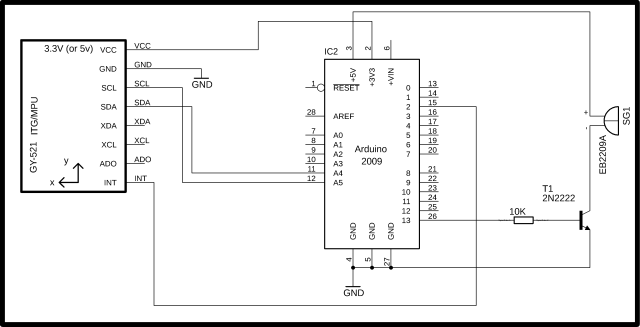 3.3V (or 5v)
VCC
GND
SCL
SDA
XDA
XCL
ADO
INT
GY-521 ITG/MPU
y
x
VCC
GND
SCL
SDA
XDA
XCL
ADO
INT
GND
IC2
3
2
6
+5V
+3V3
+VIN
1
RESET
28
AREF
7
A0
8
A1
9
A2
10
A3
11
A4
12
A5
Arduino
2009
0
13
1
14
2
15
3
16
4
17
5
18
6
19
7
20
8
21
9
22
10
23
11
24
12
25
13
26
GND
GND
GND
4
5
27
GND
10K
T1
2N2222
+
-
SG1
EB2209A